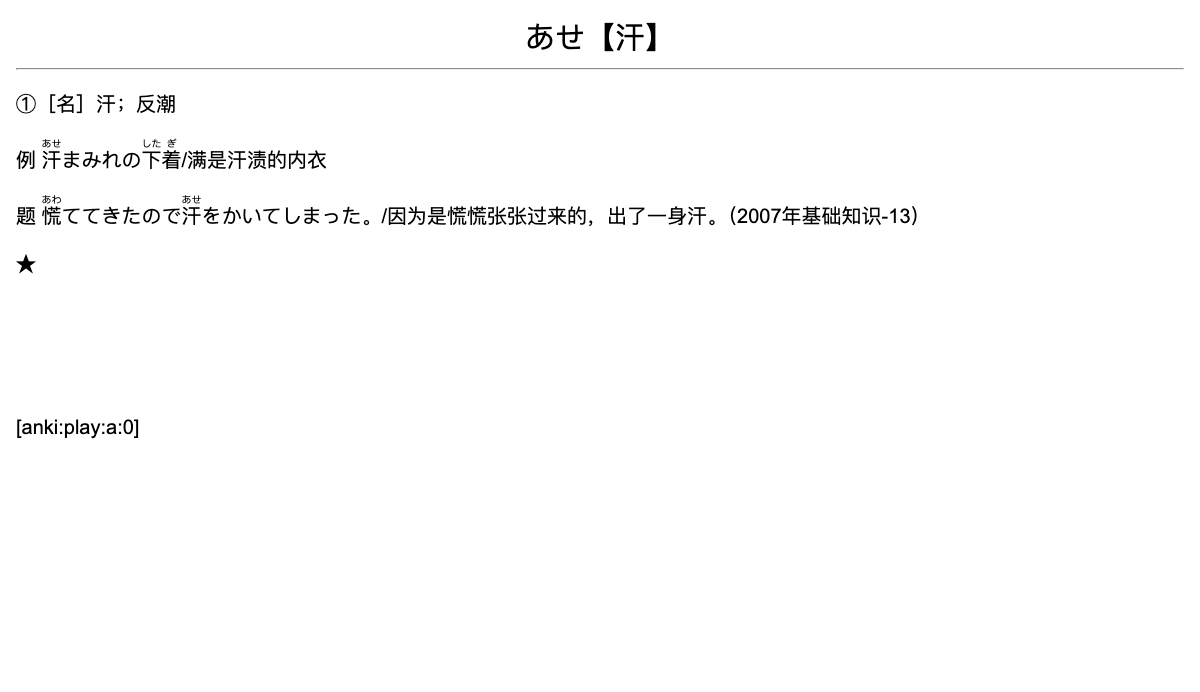 あせ【汗】
①［名］汗；反潮
例 汗まみれの下着/满是汗渍的内衣
あせ したぎ
题 慌ててきたので汗をかいてしまった。/因为是慌慌张张过来的，出了一身汗。（2007年基础知识-13）
あわ あせ
★
[anki:play:a:0]